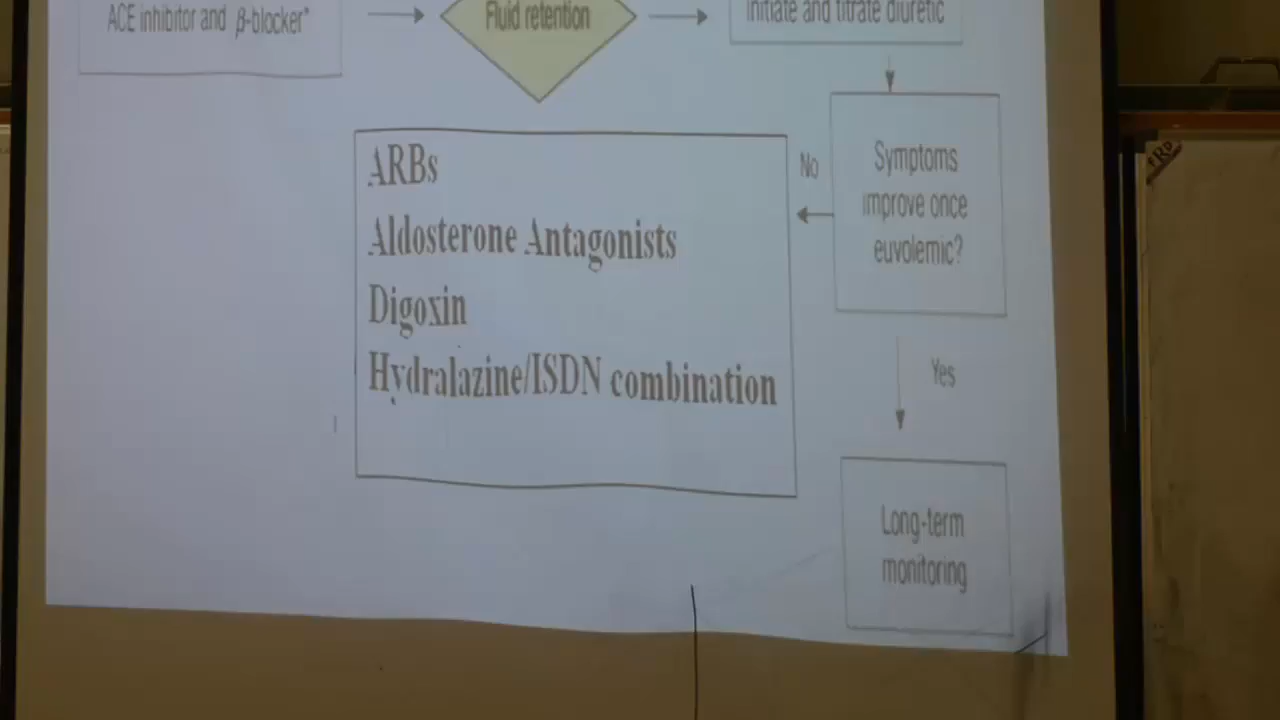 ACE inhibitor and β-blocker*
Fluid retention
Initiate and titrate diuretic
Symptoms
improve once
euvolemic?
No
ARBs
Aldosterone Antagonists
Digoxin
Hydralazine/ISDN combination
Yes
Long-term
monitoring
FRD